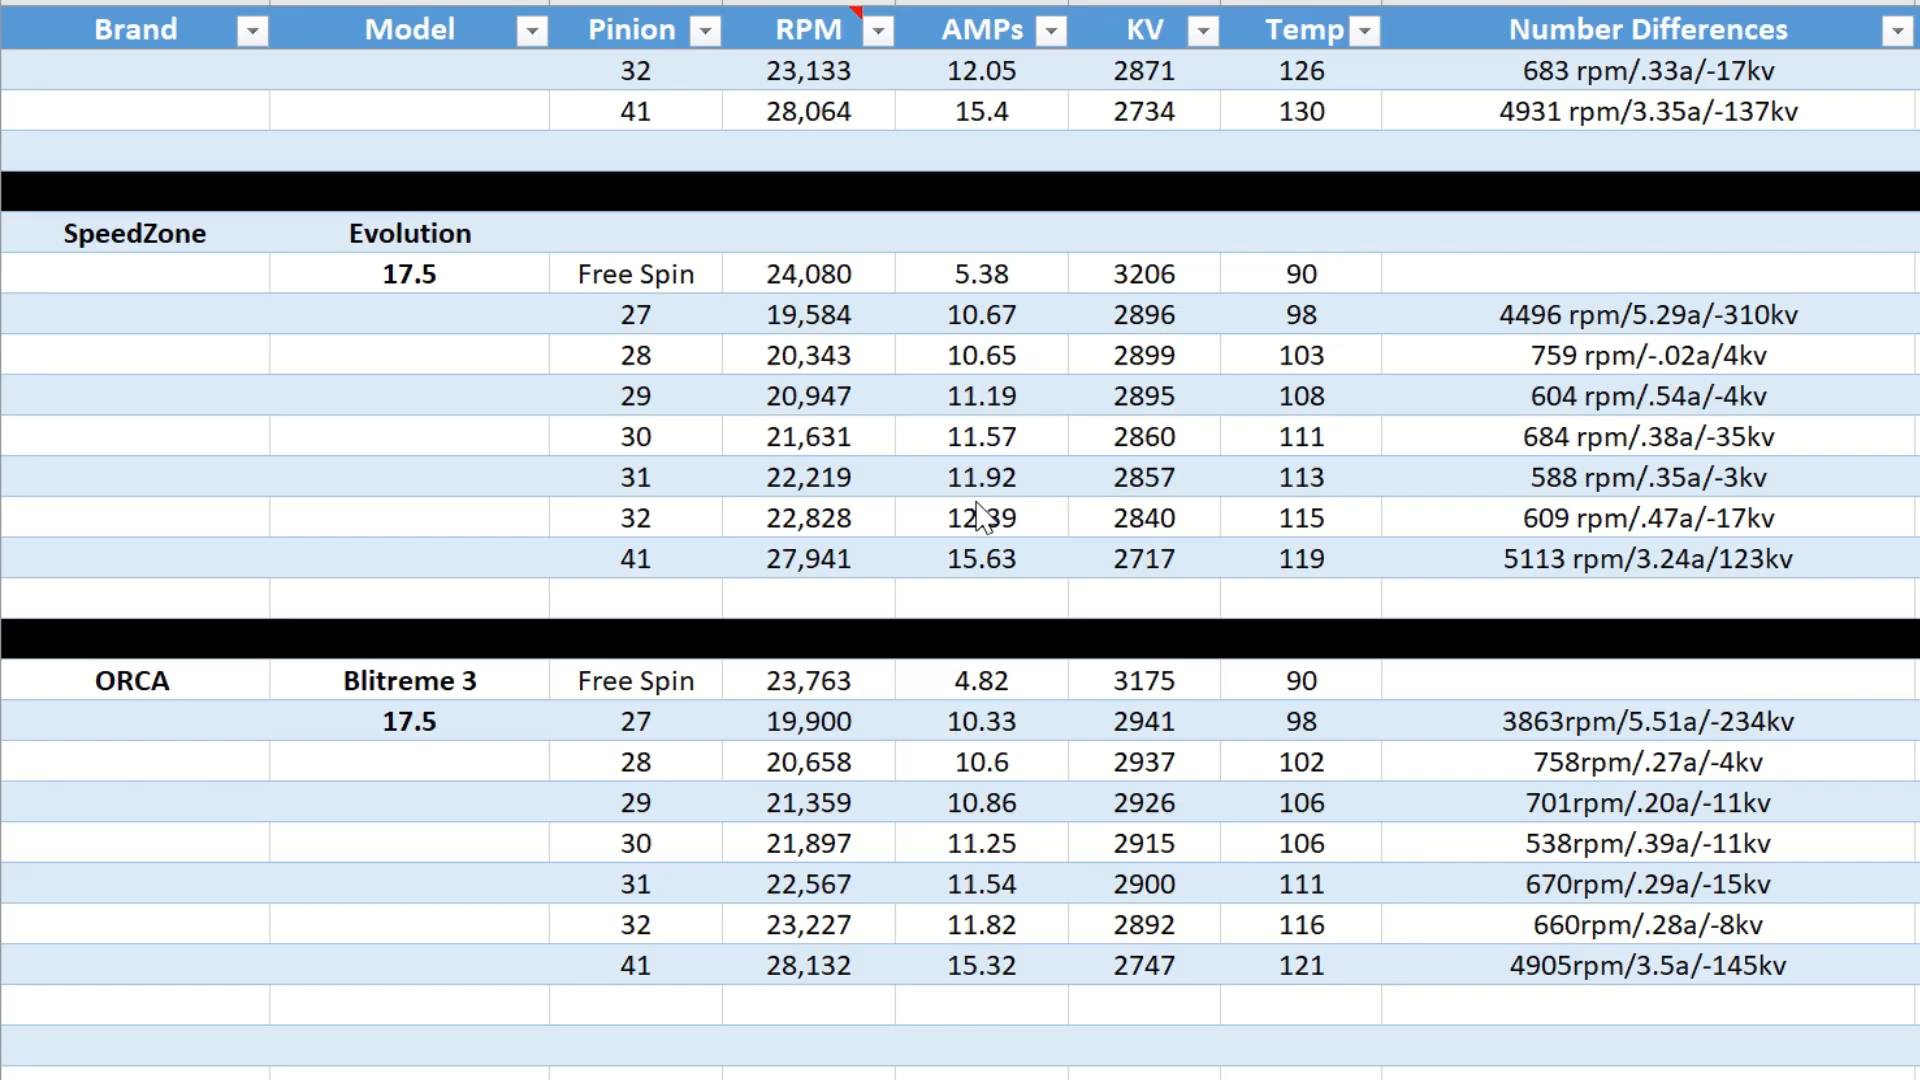 Brand Model Pinion RPM AMPs KV Temp Number Differences
32 23,133 12.05 2871 126 683 rpm/.33a/-17kv
41 28,064 15.4 2734 130 4931 rpm/3.35a/-137kv
SpeedZone Evolution
17.5 Free Spin 24,080 5.38 3206 90
27 19,584 10.67 2896 98 4496 rpm/5.29a/-310kv
28 20,343 10.65 2899 103 759 rpm/-.02a/4kv
29 20,947 11.19 2895 108 604 rpm/.54a/-4kv
30 21,631 11.57 2860 111 684 rpm/.38a/-35kv
31 22,219 11.92 2857 113 588 rpm/.35a/-3kv
32 22,828 12.39 2840 115 609 rpm/.47a/-17kv
41 27,941 15.63 2717 119 5113 rpm/3.24a/123kv
ORCA Blitreme 3 Free Spin 23,763 4.82 3175 90
17.5 27 19,900 10.33 2941 98 3863rpm/5.51a/-234kv
28 20,658 10.6 2937 102 758rpm/.27a/-4kv
29 21,359 10.86 2926 106 701rpm/.20a/-11kv
30 21,897 11.25 2915 106 538rpm/.39a/-11kv
31 22,567 11.54 2900 111 670rpm/.29a/-15kv
32 23,227 11.82 2892 116 660rpm/.28a/-8kv
41 28,132 15.32 2747 121 4905rpm/3.5a/-145kv